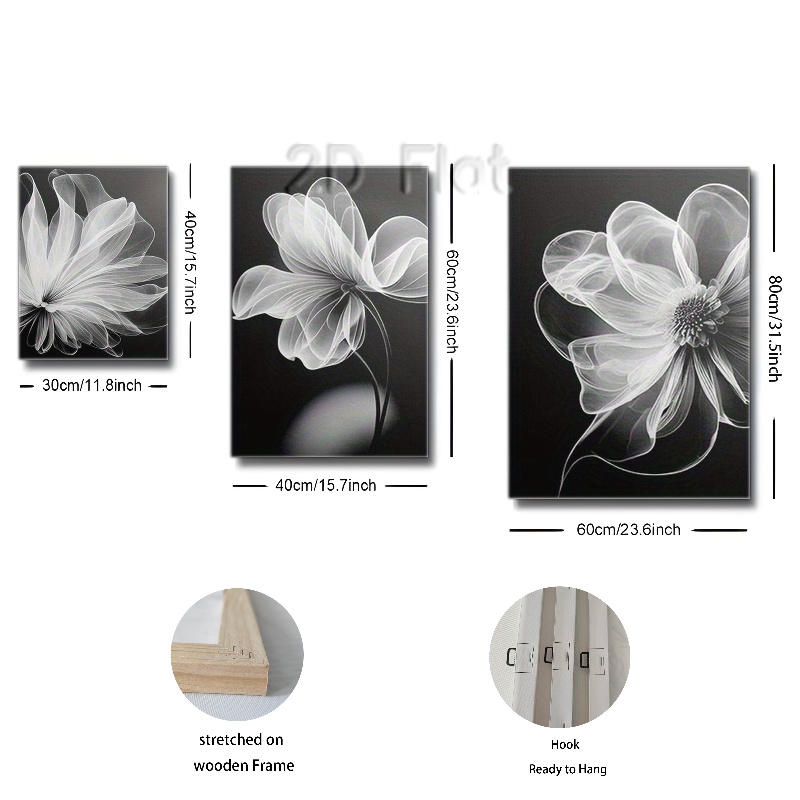 2D Flat
40cm/15.7inch
30cm/11.8inch
60cm/23.6inch
40cm/15.7inch
80cm/31.5inch
60cm/23.6inch
stretched on
wooden Frame
Hook
Ready to Hang